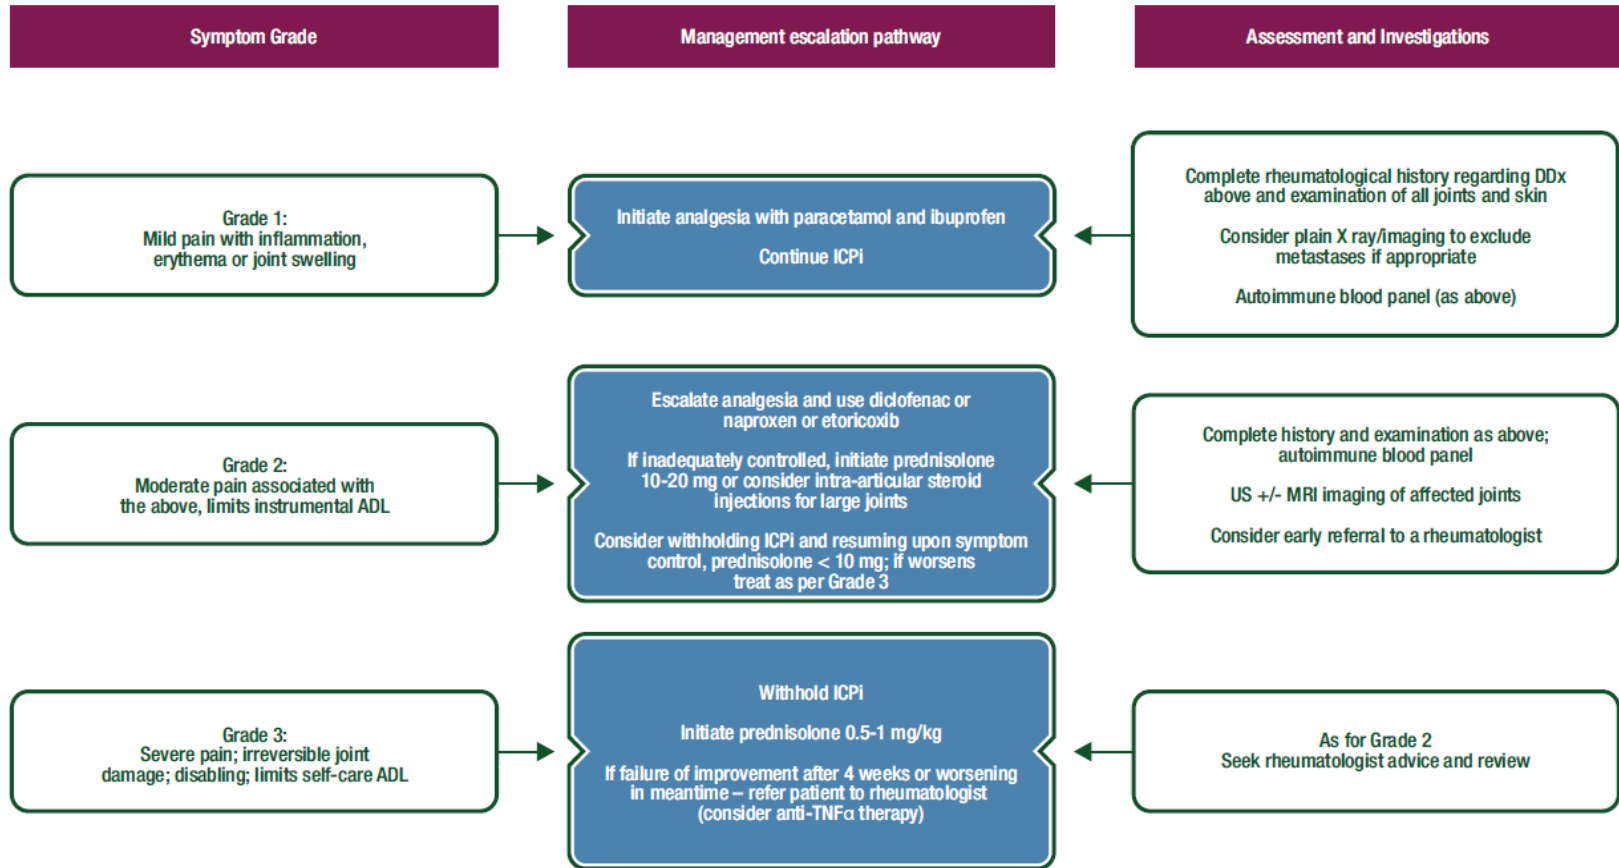 Symptom Grade
Management escalation pathway
Assessment and Investigations
Grade 1:
Mild pain with inflammation,
erythema or joint swelling
Initiate analgesia with paracetamol and ibuprofen
Continue ICPi
Complete rheumatological history regarding DDx
above and examination of all joints and skin
Consider plain X ray/imaging to exclude
metastases if appropriate
Autoimmune blood panel (as above)
Grade 2:
Moderate pain associated with
the above, limits instrumental ADL
Escalate analgesia and use diclofenac or
naproxen or etoricoxib
If inadequately controlled, initiate prednisolone
10-20 mg or consider intra-articular steroid
injections for large joints
Consider withholding ICPi and resuming upon symptom
control, prednisolone < 10 mg; if worsens
treat as per Grade 3
Complete history and examination as above;
autoimmune blood panel
US +/- MRI imaging of affected joints
Consider early referral to a rheumatologist
Grade 3:
Severe pain; irreversible joint
damage; disabling; limits self-care ADL
Withhold ICPi
Initiate prednisolone 0.5-1 mg/kg
If failure of improvement after 4 weeks or worsening
in meantime – refer patient to rheumatologist
(consider anti-TNFα therapy)
As for Grade 2
Seek rheumatologist advice and review